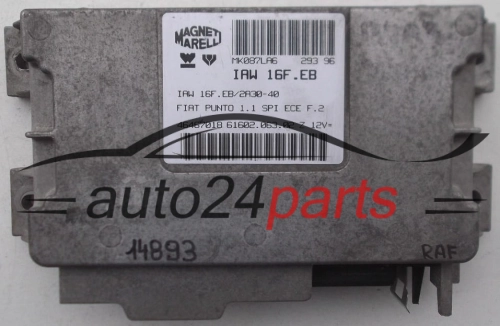 MAGNETI
MARELLI
MK087LA6 293 96
IAW 16F.EB
IAW 16F.EB/2A30-40
FIAT PUNTO 1.1 SPI ECE F.2
12V*
auto24parts
14893
RAF